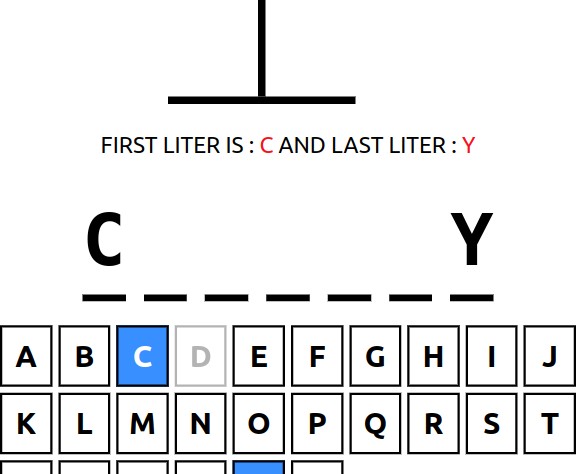 FIRST LITER IS : C AND LAST LITER : Y
C Y
A B C D E F G H I J
K L M N O P Q R S T